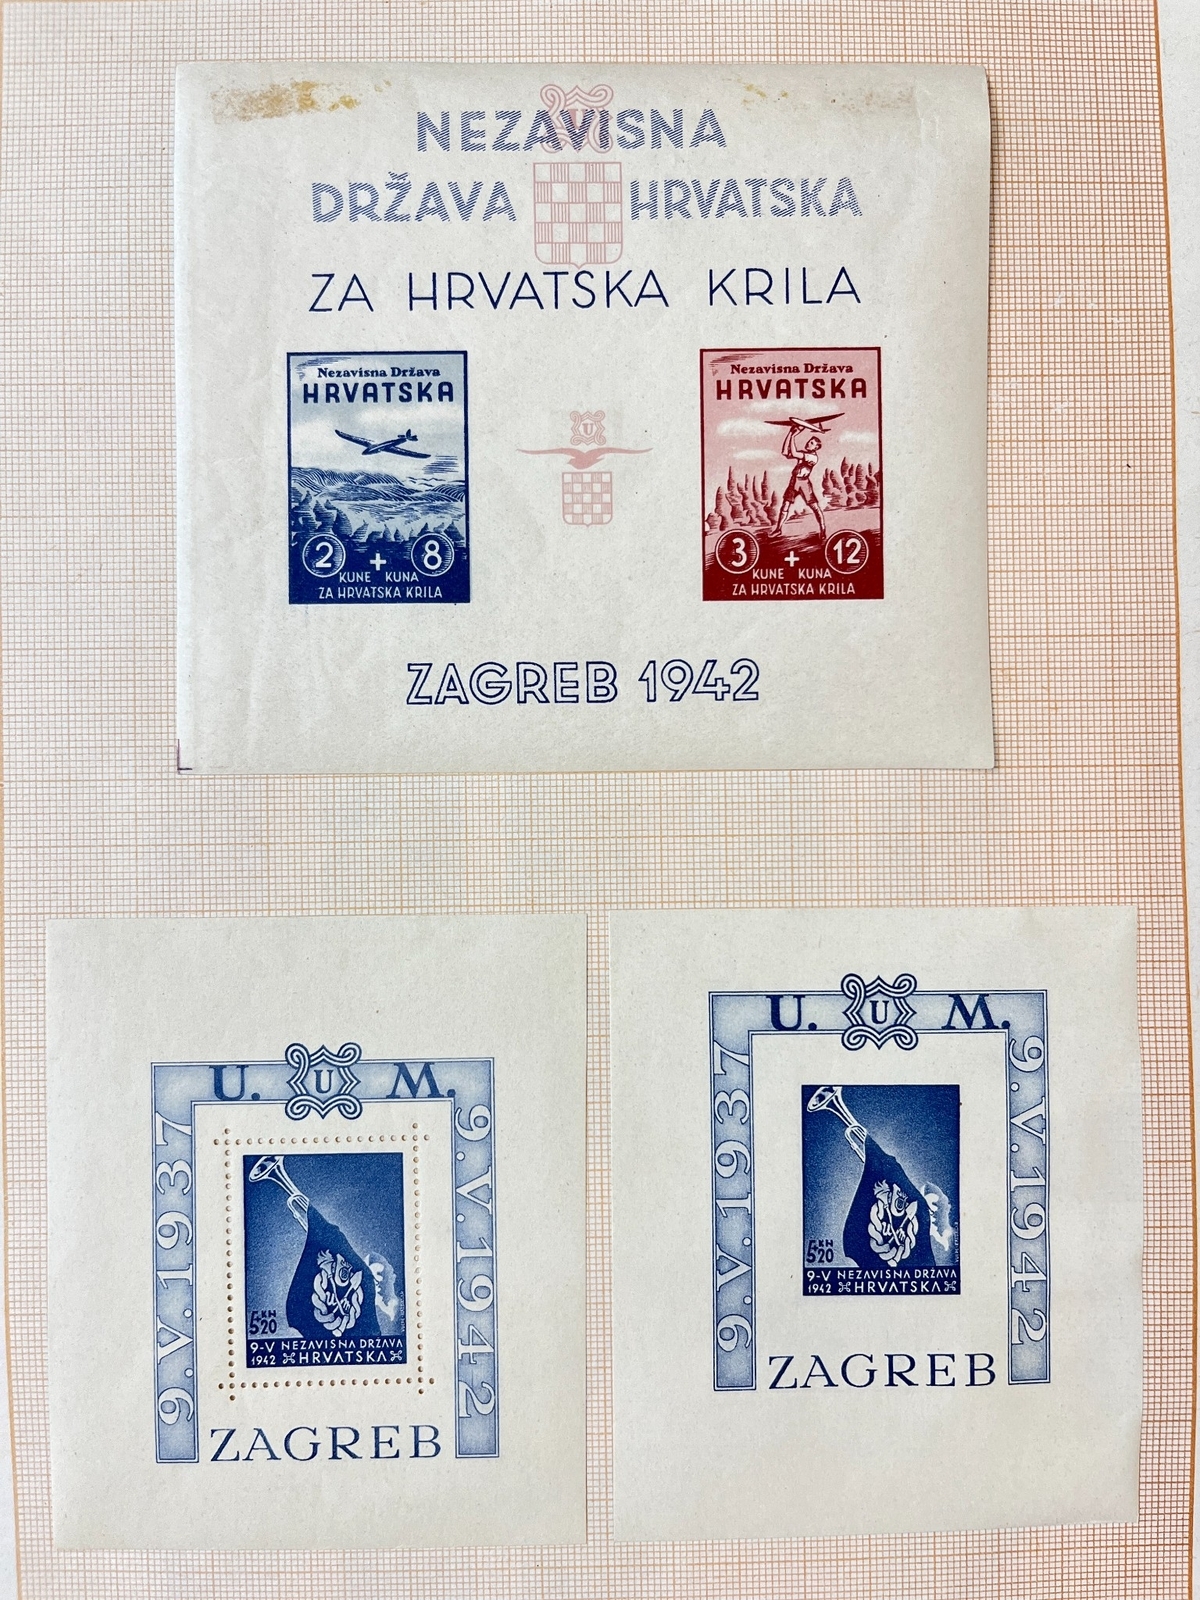 NEZAVISNA
DRŽAVA HRVATSKA
ZA HRVATSKA KRILA
Nezavisna Država
HRVATSKA
2 + 8
KUNE KUNA
ZA HRVATSKA KRILA
U
Nezavisna Država
HRVATSKA
3 + 12
KUNE KUNA
ZA HRVATSKA KRILA
ZAGREB 1942
U. U M.
9.V.1937
9.V.1942
5 KN 20
9-V NEZAVISNA DRŽAVA
1942 HRVATSKA
ZAGREB
U. U M.
9.V.1937
9.V.1942
5 KN 20
9-V NEZAVISNA DRŽAVA
1942 HRVATSKA
ZAGREB